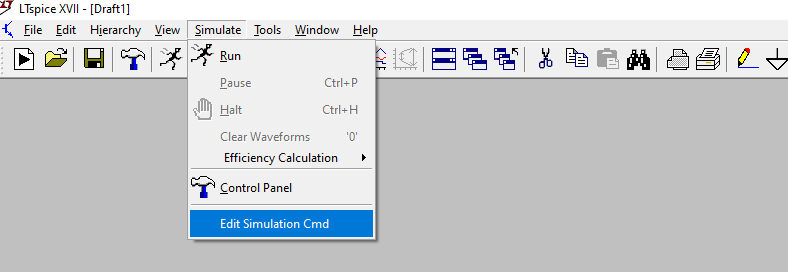 LTspice XVII - [Draft1]
File Edit Hierarchy View Simulate Tools Window Help
Run
Pause Ctrl+P
Halt Ctrl+H
Clear Waveforms '0'
Efficiency Calculation
Control Panel
Edit Simulation Cmd